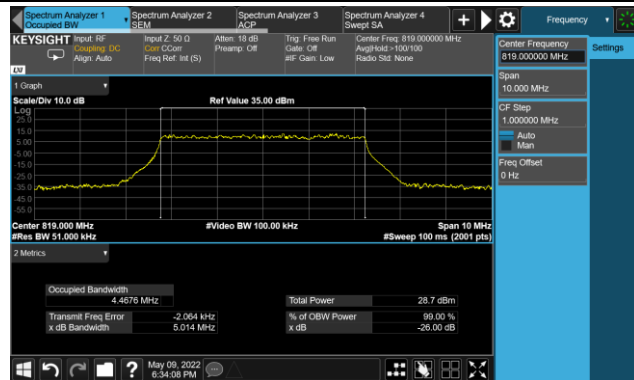 Spectrum Analyzer 1
Occupied BW
Spectrum Analyzer 2
SEM
Spectrum Analyzer 3
ACP
Spectrum Analyzer 4
Swept SA
Frequency
KEYSIGHT
Input: RF
Coupling: DC
Align: Auto
Input Z: 50 Ω
Corr CCorr
Freq Ref: Int (S)
Atten: 18 dB
Preamp: Off
Trig: Free Run
Gate: Off
#IF Gain: Low
Center Freq: 819.000000 MHz
Avg|Hold:>100/100
Radio Std: None
LXI
1 Graph
Scale/Div 10.0 dB
Ref Value 35.00 dBm
Log
25.0
15.0
5.00
-5.00
-15.0
-25.0
-35.0
-45.0
-55.0
Center 819.000 MHz
#Video BW 100.00 kHz
Span 10 MHz
#Res BW 51.000 kHz
#Sweep 100 ms (2001 pts)
2 Metrics
Occupied Bandwidth
4.4676 MHz
Total Power
28.7 dBm
Transmit Freq Error
-2.064 kHz
% of OBW Power
99.00 %
x dB Bandwidth
5.014 MHz
x dB
-26.00 dB
Center Frequency
819.000000 MHz
Settings
Span
10.000 MHz
CF Step
1.000000 MHz
Auto
Man
Freq Offset
0 Hz
?
May 09, 2022
6:34:08 PM